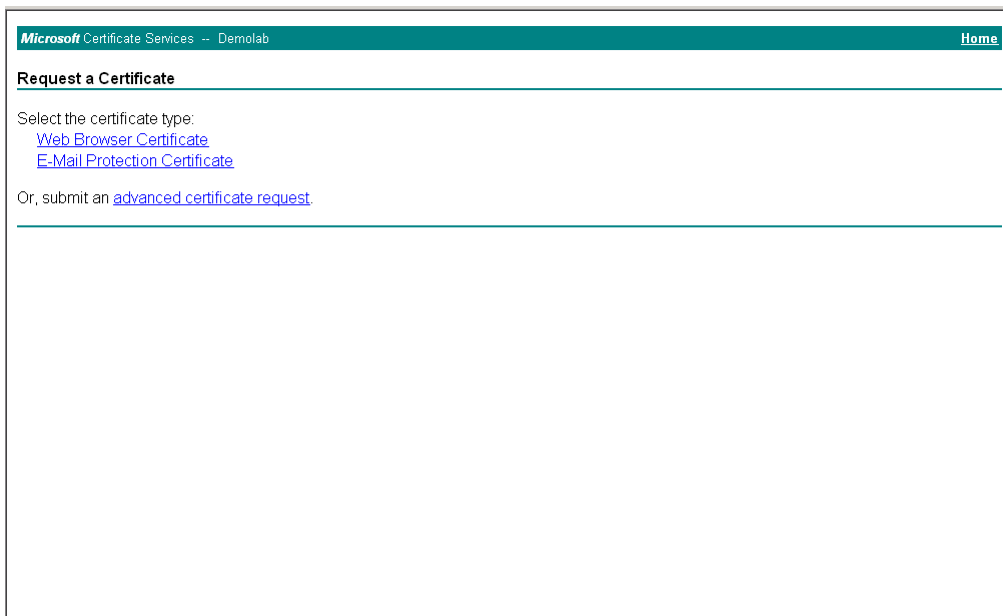 Microsoft Certificate Services -- Demolab Home
Request a Certificate
Select the certificate type:
Web Browser Certificate
E-Mail Protection Certificate
Or, submit an advanced certificate request.